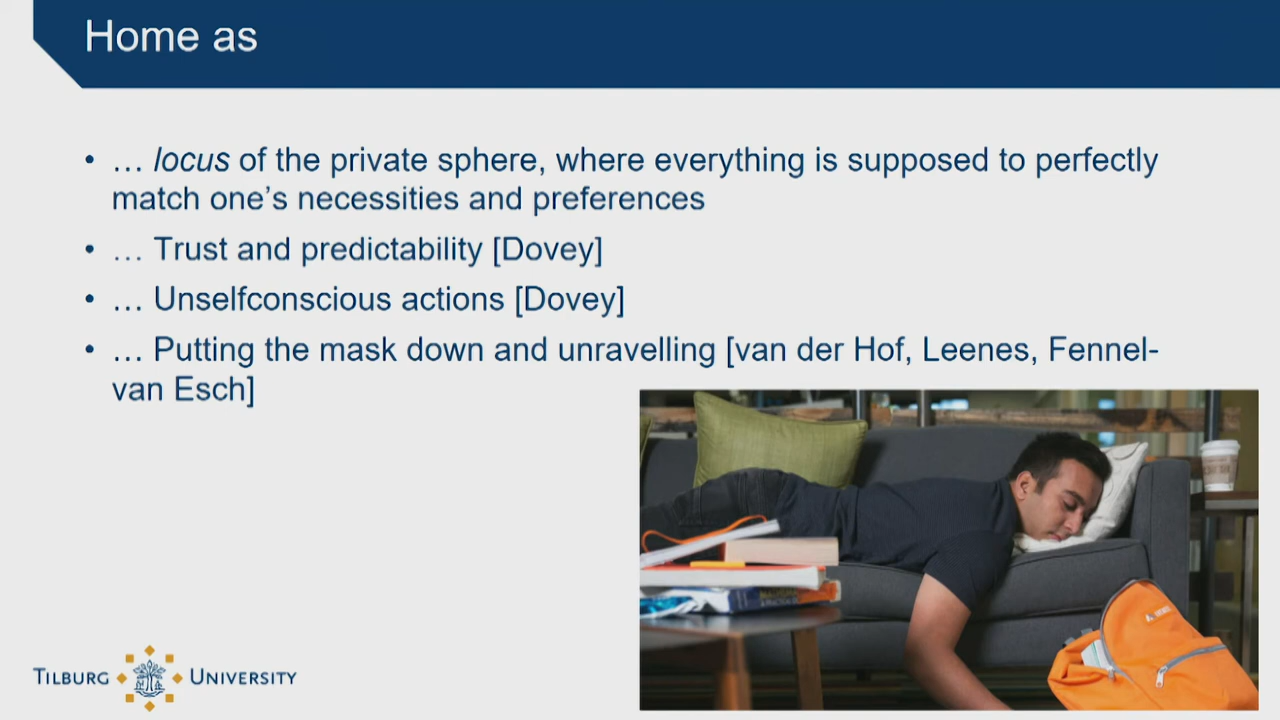 Home as
• … locus of the private sphere, where everything is supposed to perfectly
match one’s necessities and preferences
• … Trust and predictability [Dovey]
• … Unselfconscious actions [Dovey]
• … Putting the mask down and unravelling [van der Hof, Leenes, Fennel-
van Esch]
TILBURG UNIVERSITY